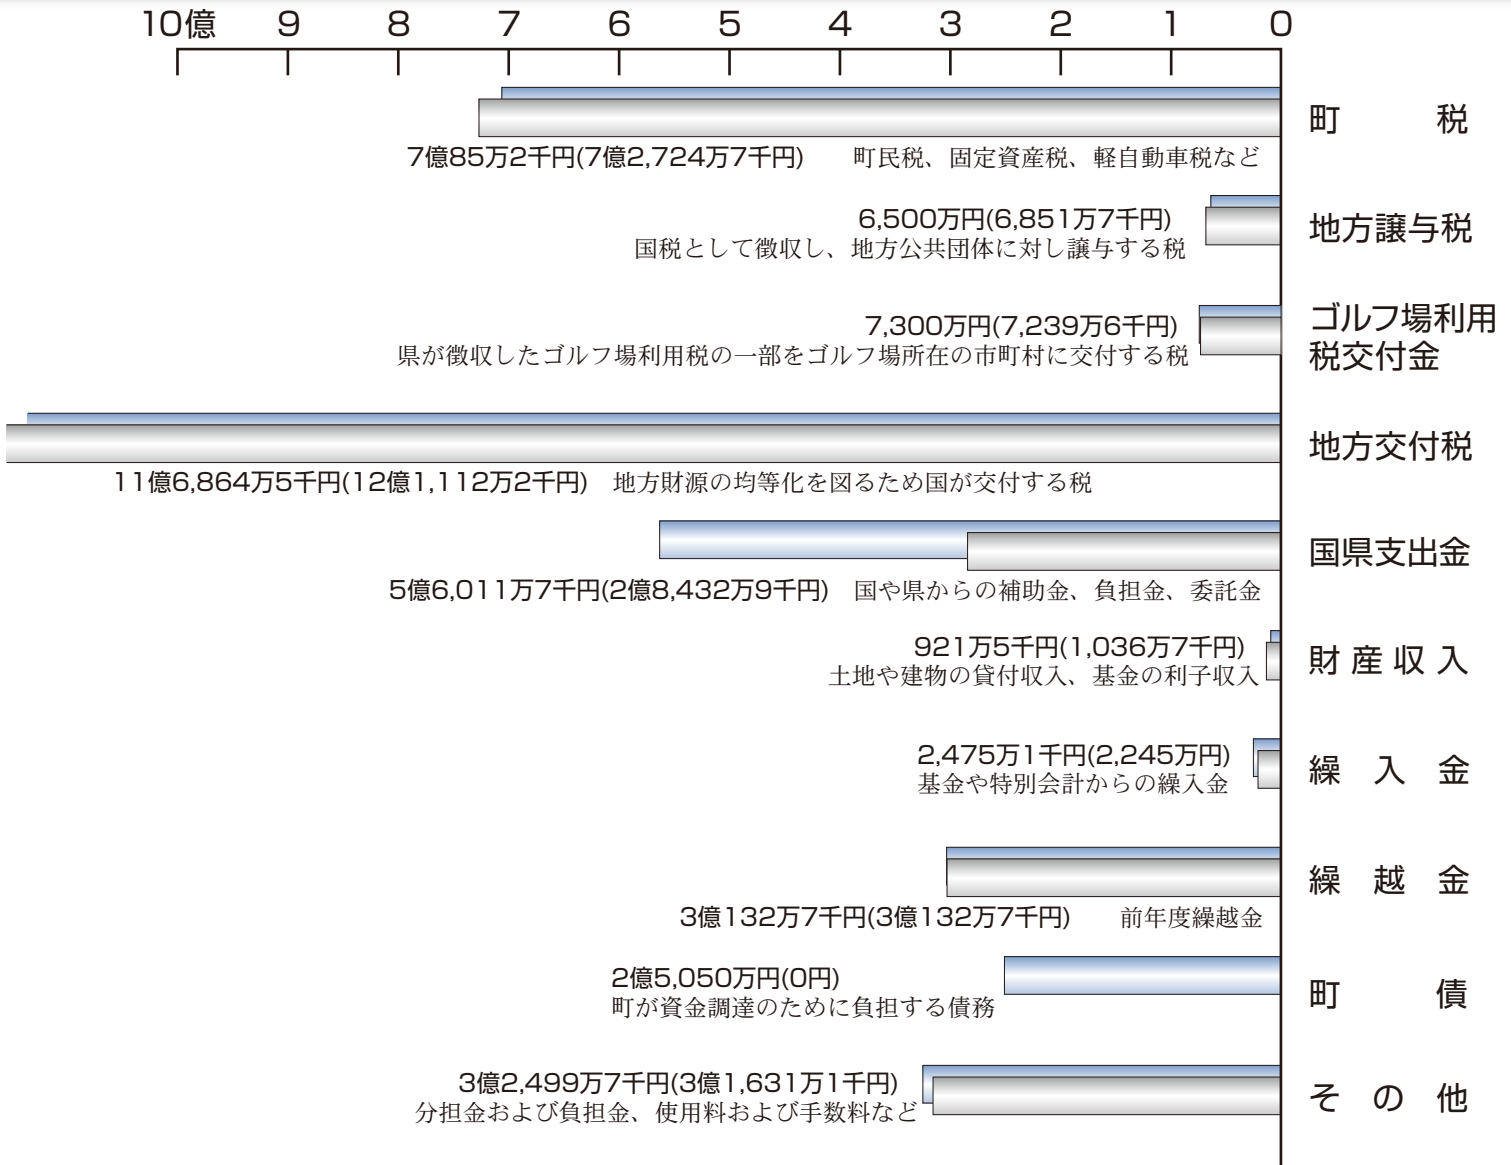 10億 9 8 7 6 5 4 3 2 1 0
町税
7億85万2千円(7億2,724万7千円) 町民税、固定資産税、軽自動車税など
地方譲与税
6,500万円(6,851万7千円)
国税として徴収し、地方公共団体に対し譲与する税
ゴルフ場利用
税交付金
7,300万円(7,239万6千円)
県が徴収したゴルフ場利用税の一部をゴルフ場所在の市町村に交付する税
地方交付税
11億6,864万5千円(12億1,112万2千円) 地方財源の均等化を図るため国が交付する税
国県支出金
5億6,011万7千円(2億8,432万9千円) 国や県からの補助金、負担金、委託金
財産収入
921万5千円(1,036万7千円)
土地や建物の貸付収入、基金の利子収入
繰入金
2,475万1千円(2,245万円)
基金や特別会計からの繰入金
繰越金
3億132万7千円(3億132万7千円) 前年度繰越金
町債
2億5,050万円(0円)
町が資金調達のために負担する債務
その他
3億2,499万7千円(3億1,631万1千円)
分担金および負担金、使用料および手数料など